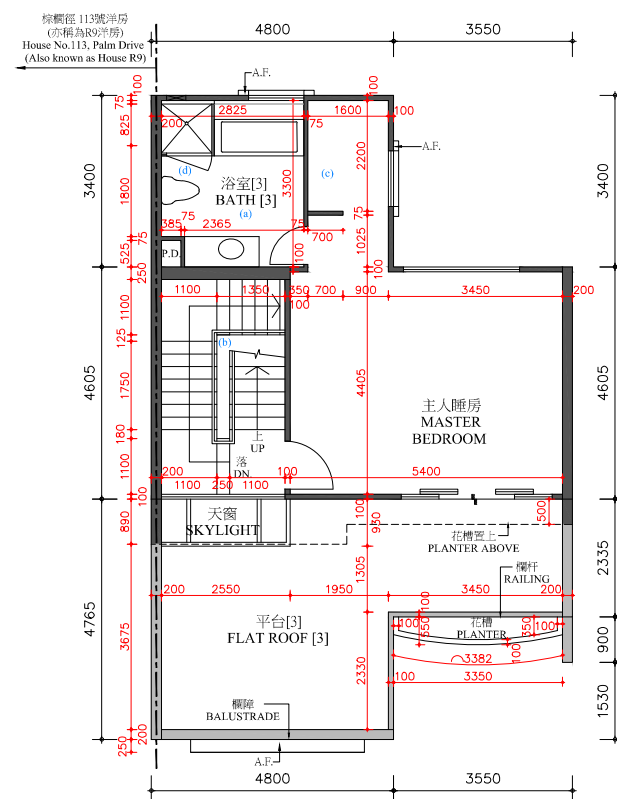 棕櫚徑 113號洋房
(亦稱為R9洋房)
House No.113, Palm Drive
(Also known as House R9)
4800
3550
A.F.
100
100
75
2825
1600
100
200
75
825
A.F.
2200
(d)
(c)
3400
3400
浴室[3]
3300
1800
BATH [3]
(a)
75
75
385
2365
75
700
75
1025
P.D.
525
100
100
250
1100
1350
350
700
900
3450
200
100
1100
125
(b)
4605
4605
1750
4405
主人睡房
MASTER
BEDROOM
上
UP
180
落
DN.
1100
200
100
5400
1100
250
1100
100
100
天窗
SKYLIGHT
890
930
500
花槽置上
PLANTER ABOVE
2335
1305
欄杆
RAILING
200
2550
1950
3450
200
100
平台[3]
FLAT ROOF [3]
花槽
PLANTER
100
550
350
100
100
900
4765
3675
3382
2330
100
3350
1530
欄障
BALUSTRADE
200
250
A.F.
4800
3550